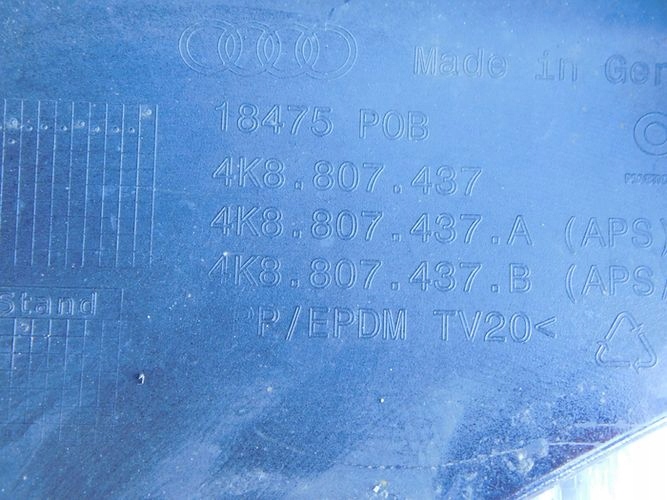 Made in Ger
18475 POB
4K8.807.437
4K8.807.437.A (APS)
4K8.807.437.B (APS
Stand
PP/EPDM TV20<